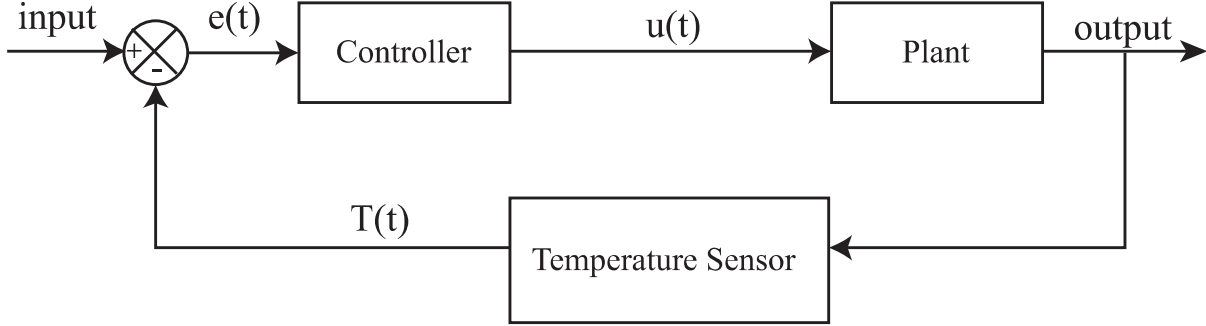 input
e(t)
Controller
u(t)
Plant
output
+
-
T(t)
Temperature Sensor